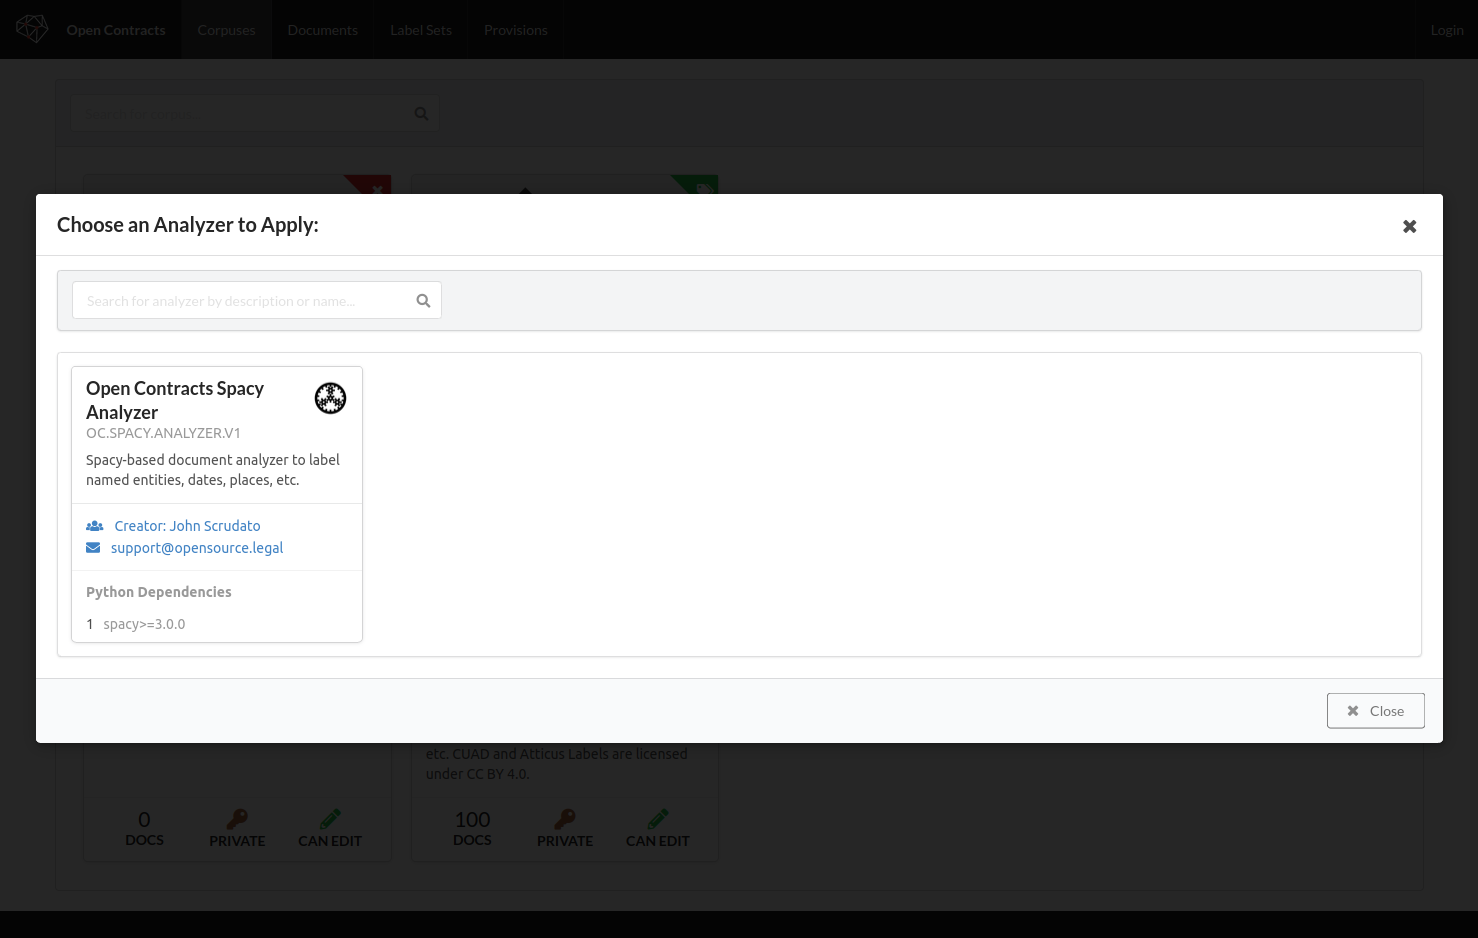 Open Contracts
Corpuses
Documents
Label Sets
Provisions
Login
Choose an Analyzer to Apply:
Search for analyzer by description or name...
Open Contracts Spacy
Analyzer
OC.SPACY.ANALYZER.V1
Spacy-based document analyzer to label
named entities, dates, places, etc.
Creator: John Scrudato
support@opensource.legal
Python Dependencies
1 spacy>=3.0.0
Close
etc. CUAD and Atticus Labels are licensed
under CC BY 4.0.
0
DOCS
PRIVATE
CAN EDIT
100
DOCS
PRIVATE
CAN EDIT